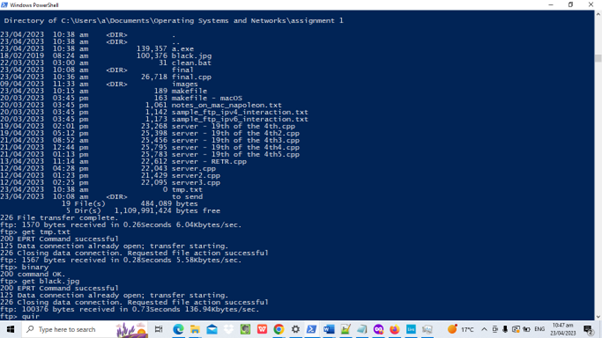 Windows PowerShell
Directory of C:\Users\a\Documents\Operating Systems and Networks\assignment 1
23/04/2023 10:38 am <DIR> .
23/04/2023 10:38 am <DIR> ..
23/04/2023 10:38 am 139,357 a.exe
18/02/2019 08:24 am 100,376 black.jpg
22/03/2023 03:00 am 31 clean.bat
23/04/2023 10:08 am <DIR> final
23/04/2023 10:36 am 26,718 final.cpp
09/04/2023 11:33 am <DIR> images
23/04/2023 10:15 am 189 makefile
20/03/2023 03:45 pm 163 makefile - macOS
20/03/2023 03:45 pm 1,061 notes_on_mac_napoleon.txt
20/03/2023 03:45 pm 1,142 sample_ftp_ipv4_interaction.txt
20/03/2023 03:45 pm 1,173 sample_ftp_ipv6_interaction.txt
19/04/2023 02:01 pm 23,268 server - 19th of the 4th.cpp
19/04/2023 05:12 pm 25,398 server - 19th of the 4th2.cpp
21/04/2023 08:52 am 25,456 server - 19th of the 4th3.cpp
21/04/2023 12:44 pm 25,795 server - 19th of the 4th4.cpp
21/04/2023 01:13 pm 25,783 server - 19th of the 4th5.cpp
13/04/2023 11:14 am 22,612 server - RETR.cpp
12/04/2023 04:28 pm 22,043 server.cpp
12/04/2023 01:23 pm 21,429 server2.cpp
12/04/2023 02:25 pm 22,095 server3.cpp
23/04/2023 10:38 am 0 tmp.txt
23/04/2023 10:08 am <DIR> to send
19 File(s) 484,089 bytes
5 Dir(s) 1,109,991,424 bytes free
226 File transfer complete.
ftp: 1570 bytes received in 0.26Seconds 6.04Kbytes/sec.
ftp> get tmp.txt
200 EPRT Command successful
125 Data connection already open; transfer starting.
226 Closing data connection. Requested file action successful
ftp: 1567 bytes received in 0.28Seconds 5.58Kbytes/sec.
ftp> binary
200 command OK.
ftp> get black.jpg
200 EPRT Command successful
125 Data connection already open; transfer starting.
226 Closing data connection. Requested file action successful
ftp: 100376 bytes received in 0.73Seconds 136.94Kbytes/sec.
ftp> quir
Type here to search
17°C
ENG
10:47 am
23/04/2023